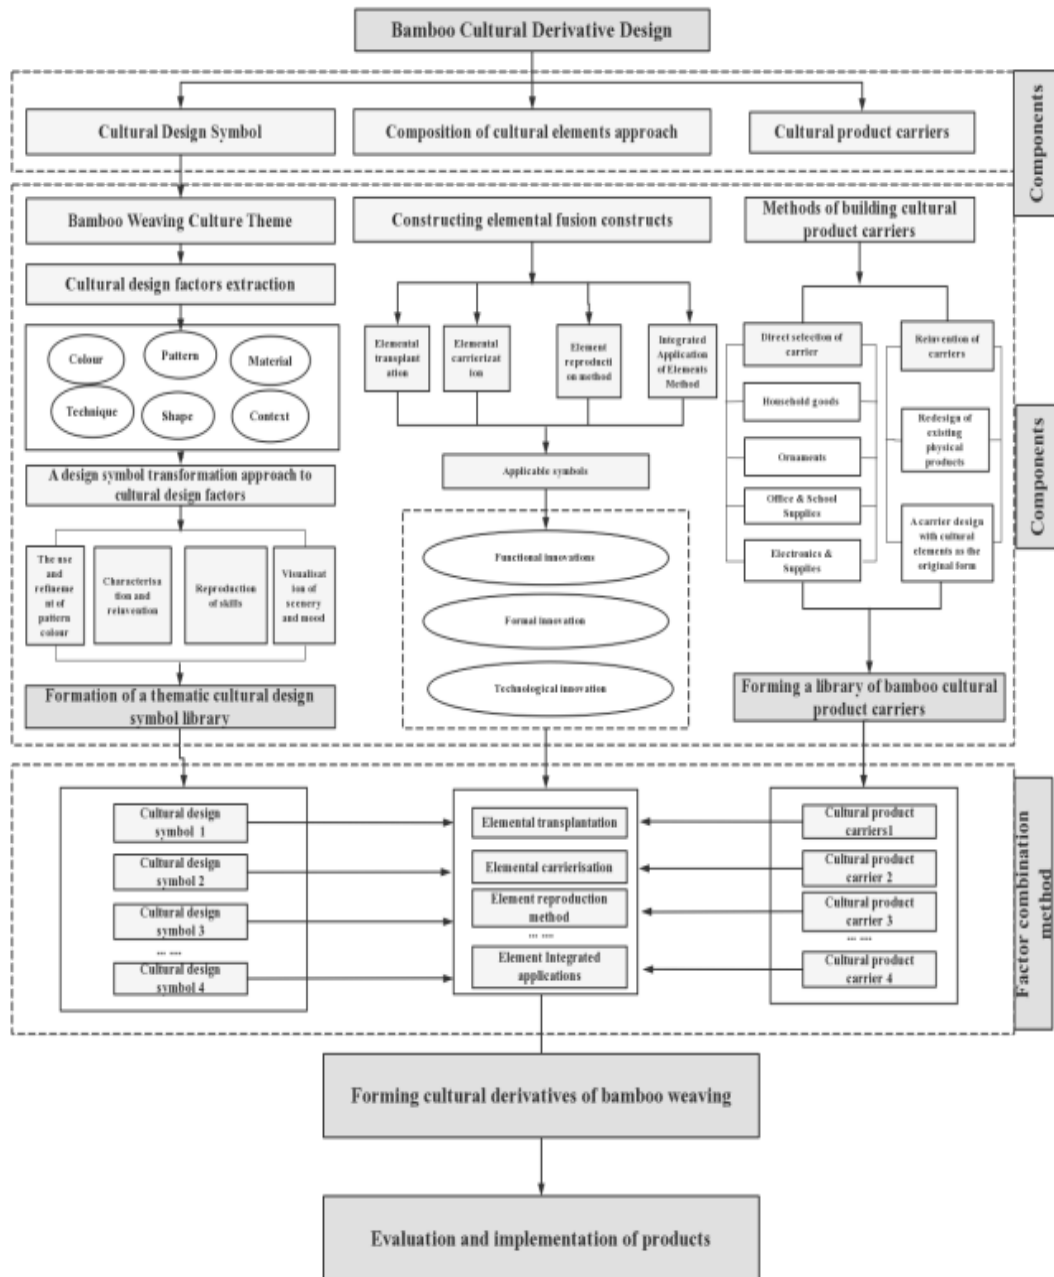 Bamboo Cultural Derivative Design
Components
Cultural Design Symbol
Composition of cultural elements approach
Cultural product carriers
Bamboo Weaving Culture Theme
Constructing elemental fusion constructs
Methods of building cultural
product carriers
Cultural design factors extraction
Colour
Pattern
Material
Technique
Shape
Context
A design symbol transformation approach to
cultural design factors
The use
and
refineme
nt of
pattern
colour
Characterisa
tion and
reinvention
Reproduction
of skills
Visualisat
ion of
scenery
and mood
Formation of a thematic cultural design
symbol library
Elemental
transplant
ation
Elemental
carrierizat
ion
Element
reproducti
on method
Integrated
Application
of Elements
Method
Applicable symbols
Functional innovations
Formal innovation
Technological innovation
Direct selection of
carrier
Household goods
Ornaments
Office & School
Supplies
Electronics &
Supplies
Reinvention of
carriers
Redesign of
existing
physical
products
A carrier design
with cultural
elements as the
original form
Forming a library of bamboo cultural
product carriers
Components
Cultural design
symbol 1
Cultural design
symbol 2
Cultural design
symbol 3
... ...
Cultural design
symbol 4
Elemental transplantation
Elemental carrierisation
Element reproduction
method
... ...
Element Integrated
applications
Cultural product
carriers1
Cultural product
carrier 2
Cultural product
carrier 3
... ...
Cultural product
carrier 4
Factor combination
method
Forming cultural derivatives of bamboo weaving
Evaluation and implementation of products